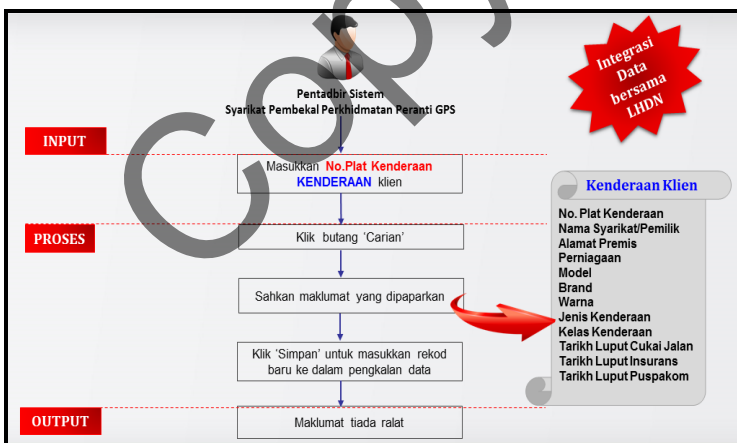 Copy
Integrasi
Data
bersama
LHDN
Pentadbir Sistem
Syarikat Pembekal Perkhidmatan Peranti GPS
INPUT
Masukkan No.Plat Kenderaan
KENDERAAN klien
PROSES
Klik butang 'Carian'
Sahkan maklumat yang dipaparkan
Klik 'Simpan' untuk masukkan rekod
baru ke dalam pengkalan data
OUTPUT
Maklumat tiada ralat
Kenderaan Klien
No. Plat Kenderaan
Nama Syarikat/Pemilik
Alamat Premis
Perniagaan
Model
Brand
Warna
Jenis Kenderaan
Kelas Kenderaan
Tarikh Luput Cukai Jalan
Tarikh Luput Insurans
Tarikh Luput Puspakom